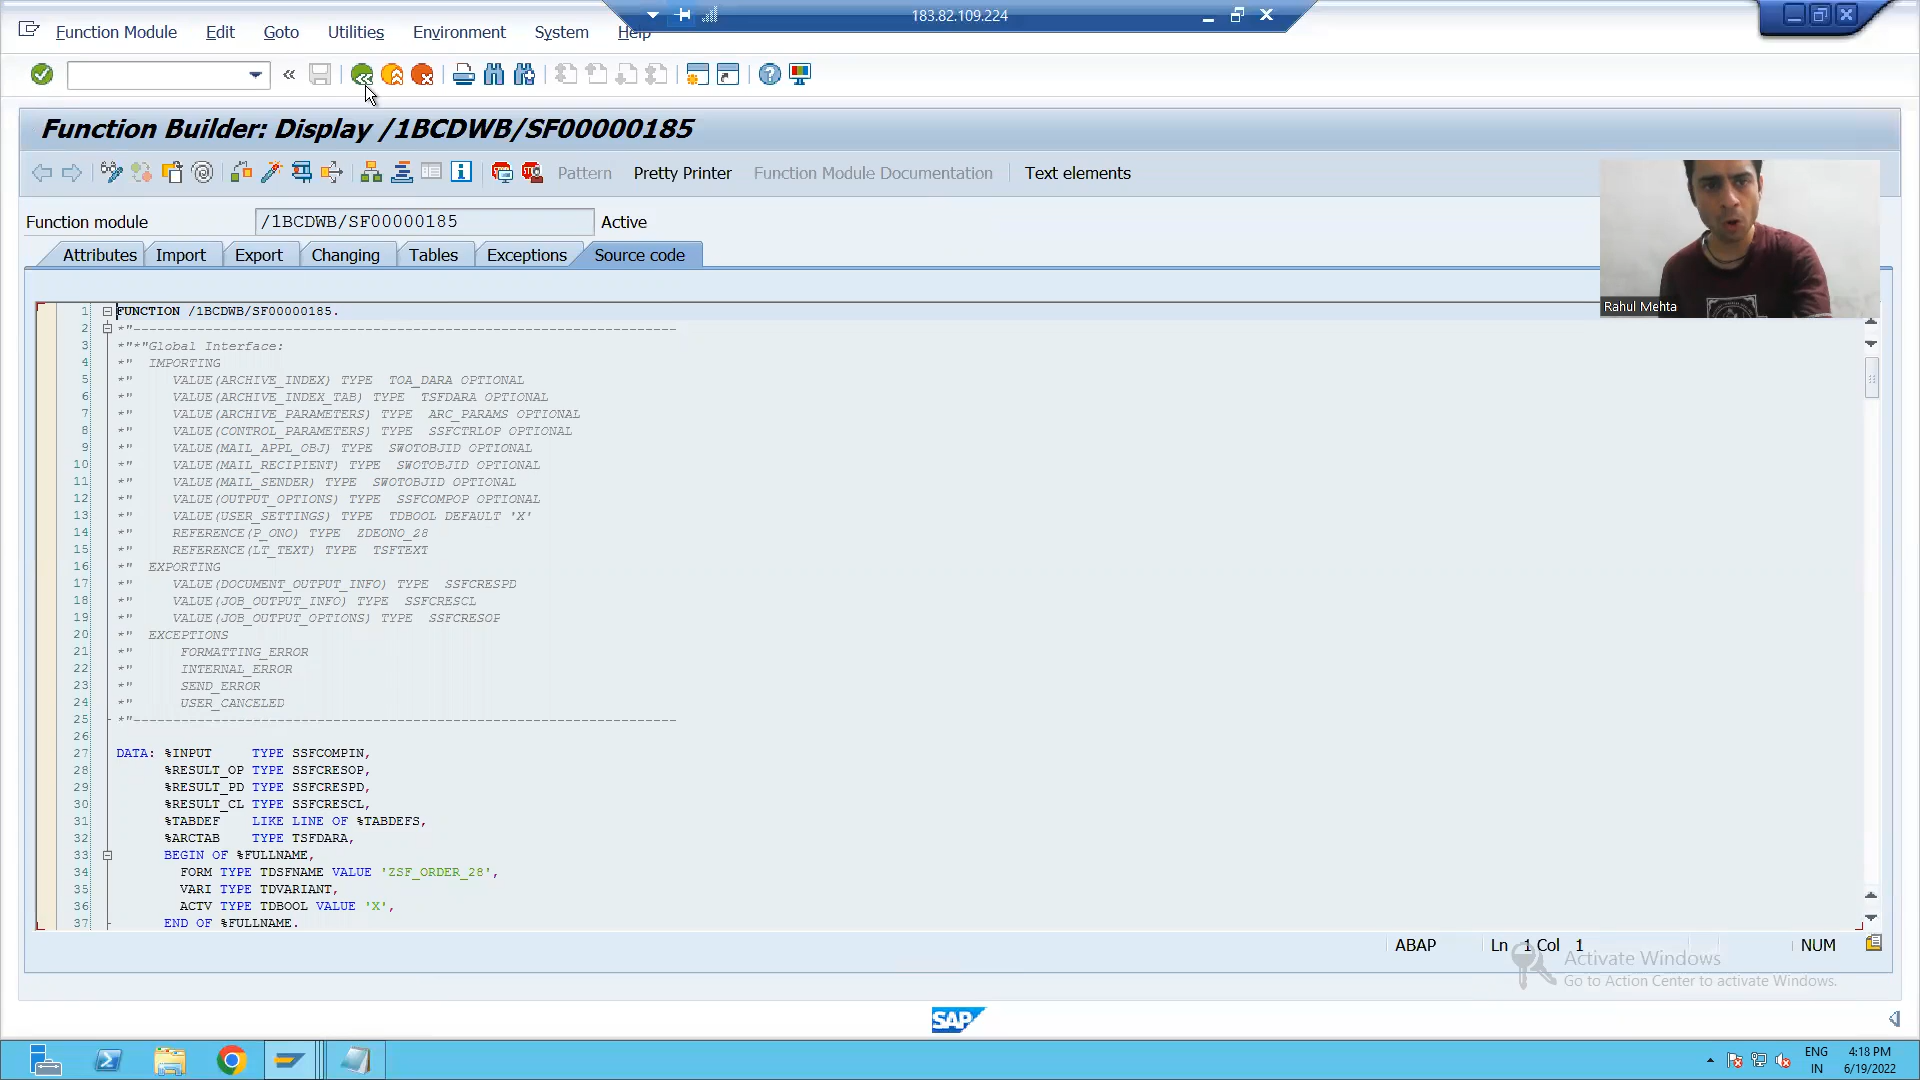 183.82.109.224
Function Module Edit Goto Utilities Environment System Help
Function Builder: Display /1BCDWB/SF00000185
Pattern Pretty Printer Function Module Documentation Text elements
Function module /1BCDWB/SF00000185 Active
Attributes Import Export Changing Tables Exceptions Source code
Rahul Mehta
1 FUNCTION /1BCDWB/SF00000185.
2 *"--------------------------------------------------------------------
3 *"*"Global Interface:
4 *" IMPORTING
5 *" VALUE(ARCHIVE_INDEX) TYPE TOA_DARA OPTIONAL
6 *" VALUE(ARCHIVE_INDEX_TAB) TYPE TSFDARA OPTIONAL
7 *" VALUE(ARCHIVE_PARAMETERS) TYPE ARC_PARAMS OPTIONAL
8 *" VALUE(CONTROL_PARAMETERS) TYPE SSFCTRLOP OPTIONAL
9 *" VALUE(MAIL_APPL_OBJ) TYPE SWOTOBJID OPTIONAL
10 *" VALUE(MAIL_RECIPIENT) TYPE SWOTOBJID OPTIONAL
11 *" VALUE(MAIL_SENDER) TYPE SWOTOBJID OPTIONAL
12 *" VALUE(OUTPUT_OPTIONS) TYPE SSFCOMPOP OPTIONAL
13 *" VALUE(USER_SETTINGS) TYPE TDBOOL DEFAULT 'X'
14 *" REFERENCE(P_ONO) TYPE ZDEONO_28
15 *" REFERENCE(LT_TEXT) TYPE TSFTEXT
16 *" EXPORTING
17 *" VALUE(DOCUMENT_OUTPUT_INFO) TYPE SSFCRESPD
18 *" VALUE(JOB_OUTPUT_INFO) TYPE SSFCRESCL
19 *" VALUE(JOB_OUTPUT_OPTIONS) TYPE SSFCRESOP
20 *" EXCEPTIONS
21 *" FORMATTING_ERROR
22 *" INTERNAL_ERROR
23 *" SEND_ERROR
24 *" USER_CANCELED
25 *"--------------------------------------------------------------------
26
27 DATA: %INPUT TYPE SSFCOMPIN,
28 %RESULT_OP TYPE SSFCRESOP,
29 %RESULT_PD TYPE SSFCRESPD,
30 %RESULT_CL TYPE SSFCRESCL,
31 %TABDEF LIKE LINE OF %TABDEFS,
32 %ARCTAB TYPE TSFDARA,
33 BEGIN OF %FULLNAME,
34 FORM TYPE TDSFNAME VALUE 'ZSF_ORDER_28',
35 VARI TYPE TDVARIANT,
36 ACTV TYPE TDBOOL VALUE 'X',
37 END OF %FULLNAME.
ABAP Ln 1 Col 1 NUM
Activate Windows
Go to Action Center to activate Windows.
SAP
ENG 4:18 PM
IN 6/19/2022